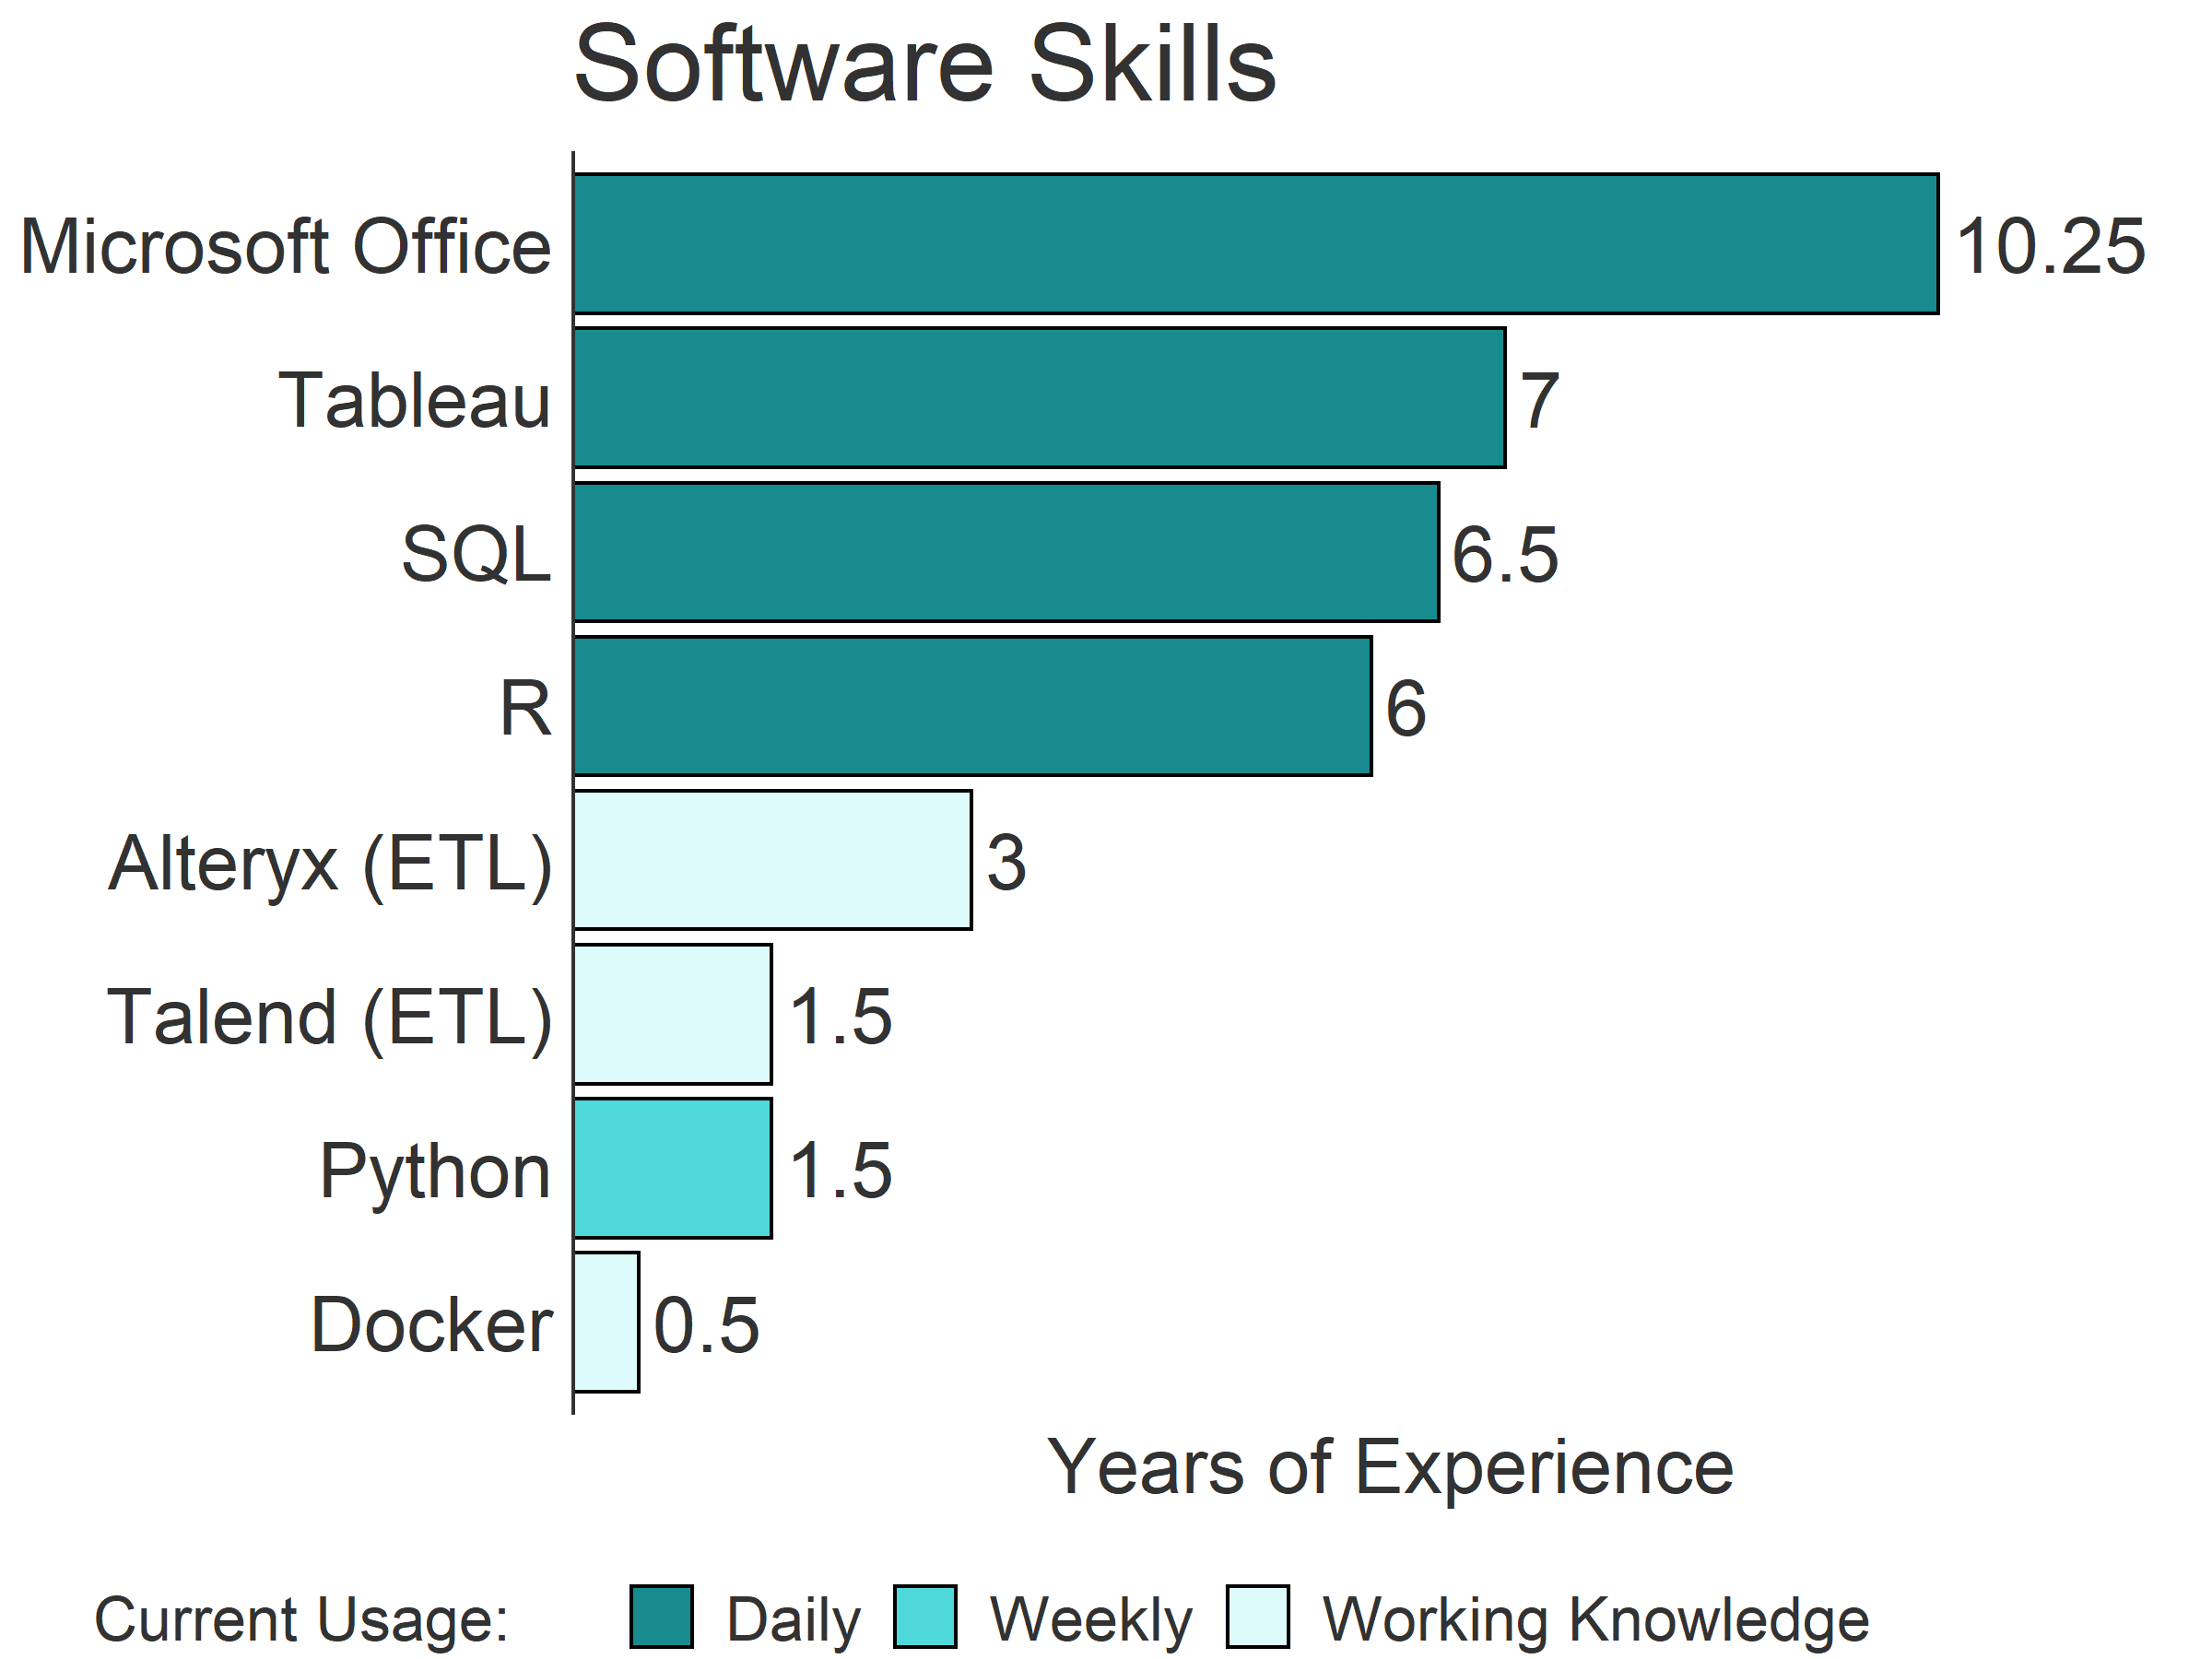 Software Skills
Microsoft Office 10.25
Tableau 7
SQL 6.5
R 6
Alteryx (ETL) 3
Talend (ETL) 1.5
Python 1.5
Docker 0.5
Years of Experience
Current Usage: Daily Weekly Working Knowledge